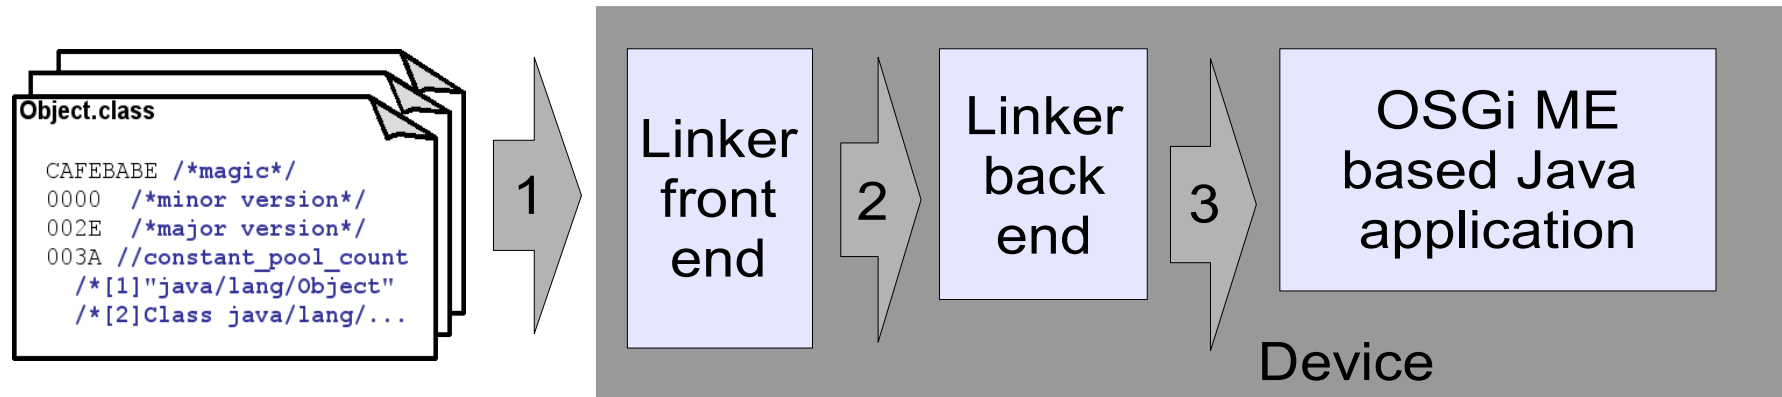 Object.class
CAFEBABE /*magic*/
0000  /*minor version*/
002E  /*major version*/
003A //constant_pool_count
/*[1]"java/lang/Object"
/*[2]Class java/lang/...
1
Linker
front
end
2
Linker
back
end
3
OSGi ME
based Java
application
Device